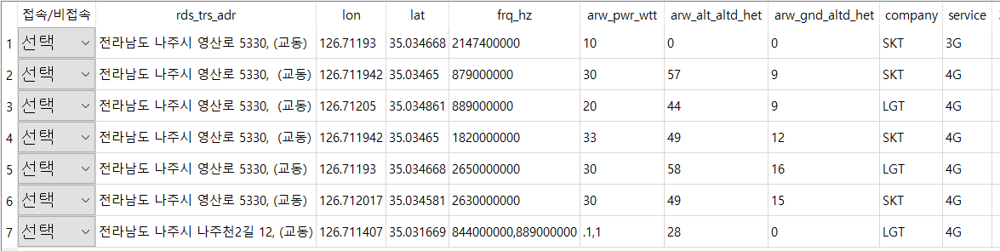 접속/비접속 rds_trs_adr lon lat frq_hz arw_pwr_wtt arw_alt_altd_het arw_gnd_altd_het company service
1 선택 전라남도 나주시 영산로 5330, (교동) 126.71193 35.034668 2147400000 10 0 0 SKT 3G
2 선택 전라남도 나주시 영산로 5330,  (교동) 126.711942 35.03465 879000000 30 57 9 SKT 4G
3 선택 전라남도 나주시 영산로 5330,  (교동) 126.71205 35.034861 889000000 20 44 9 LGT 4G
4 선택 전라남도 나주시 영산로 5330,  (교동) 126.711942 35.03465 1820000000 33 49 12 SKT 4G
5 선택 전라남도 나주시 영산로 5330, (교동) 126.71193 35.034668 2650000000 30 58 16 LGT 4G
6 선택 전라남도 나주시 영산로 5330, (교동) 126.712017 35.034581 2630000000 30 49 15 SKT 4G
7 선택 전라남도 나주시 나주천2길 12, (교동) 126.711407 35.031669 844000000,889000000 .1,1 28 0 LGT 4G